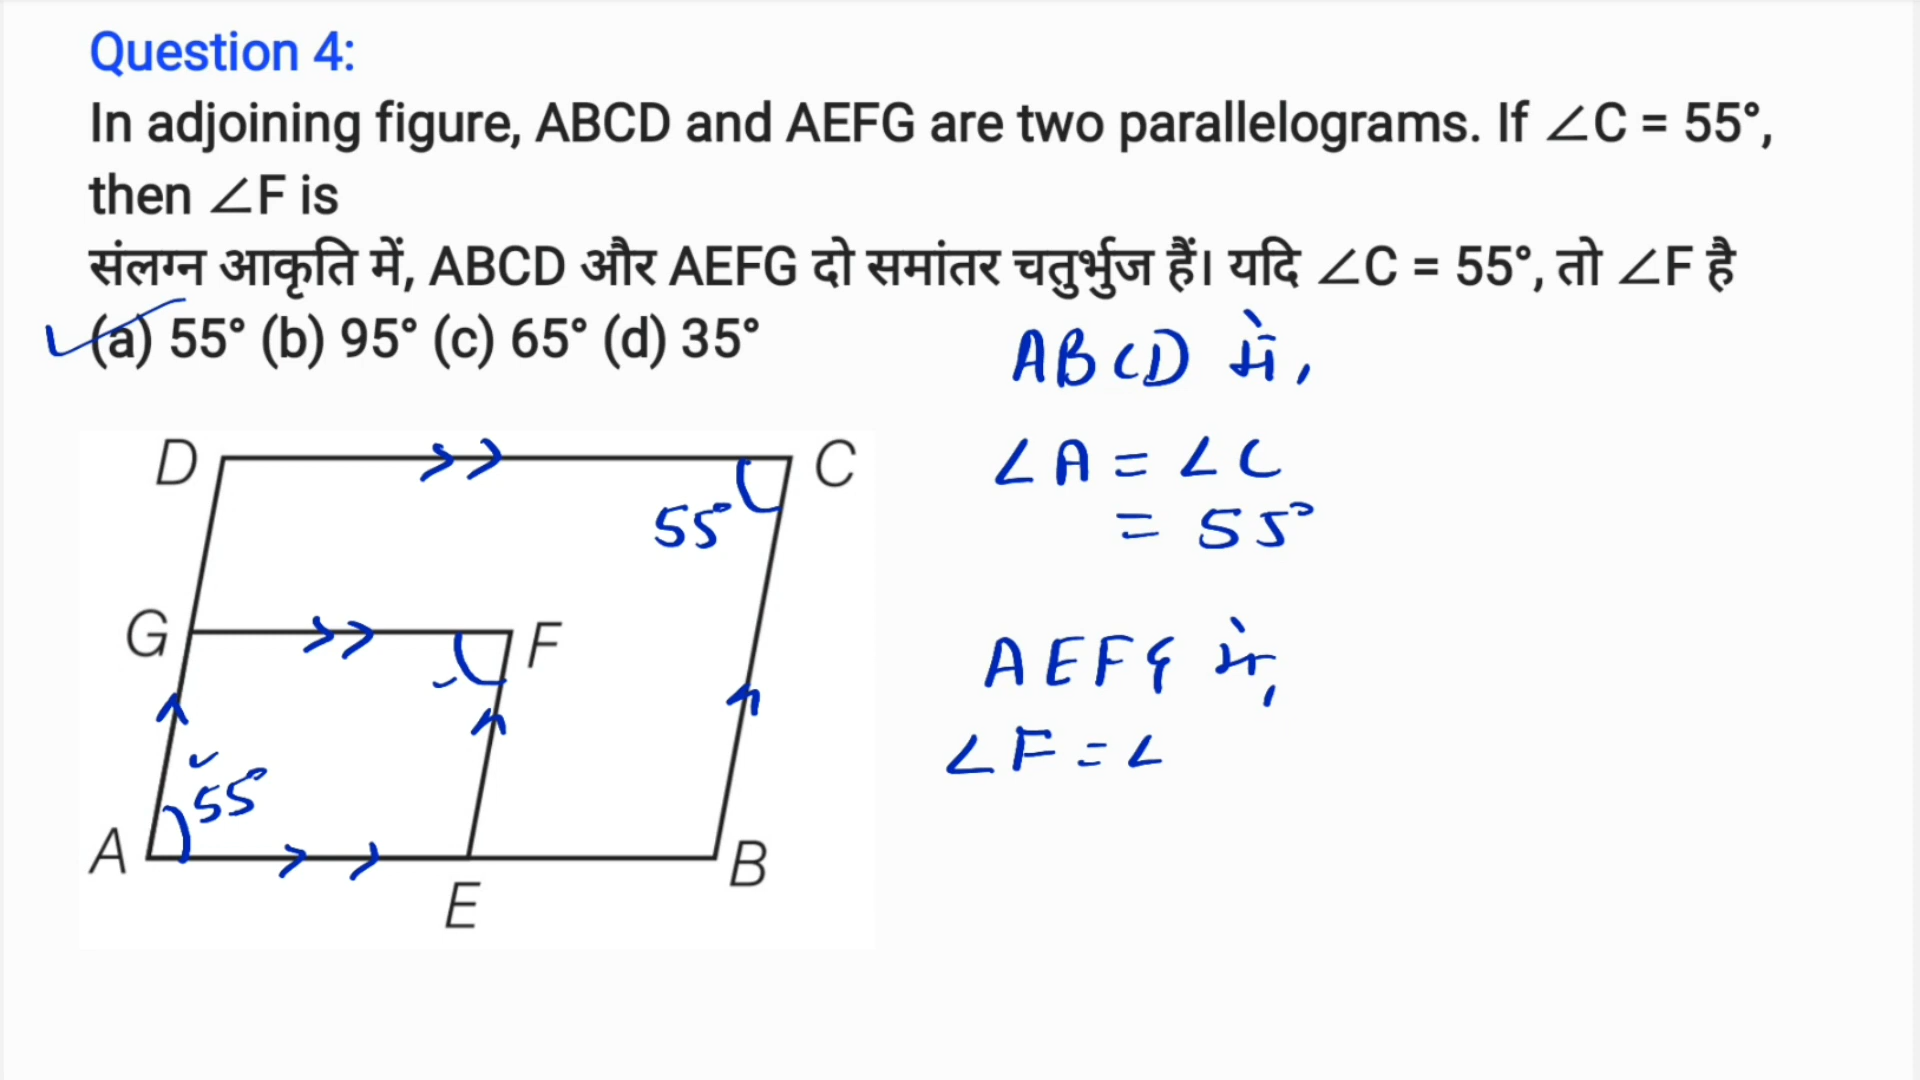 Question 4:
In adjoining figure, ABCD and AEFG are two parallelograms. If ∠C = 55°,
then ∠F is
संलग्न आकृति में, ABCD और AEFG दो समांतर चतुर्भुज हैं। यदि ∠C = 55°, तो ∠F है
(a) 55° (b) 95° (c) 65° (d) 35°
ABCD में,
∠A = ∠C
= 55°
AEFG में,
∠F = ∠
D
C
55°
G
F
55°
A
B
E